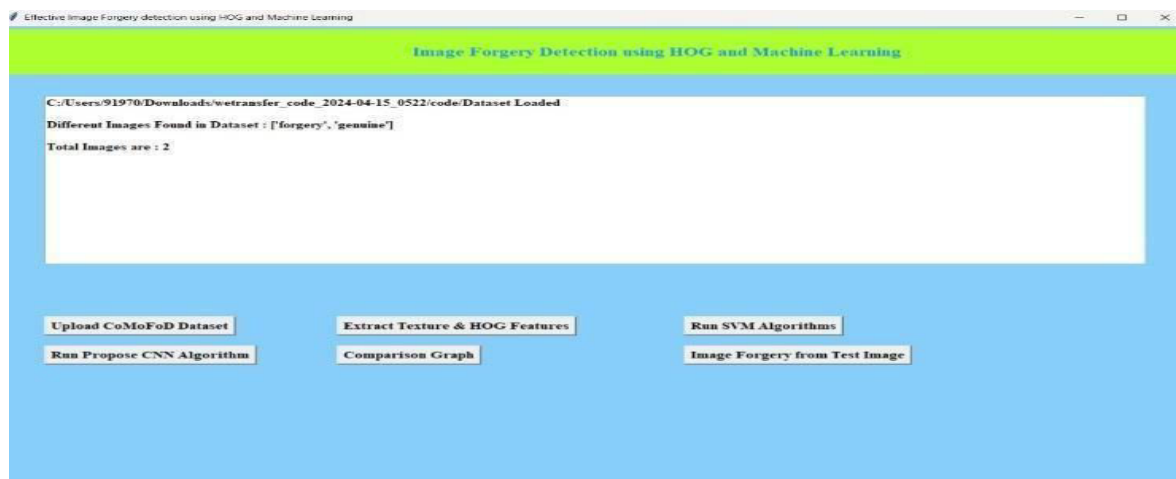 Effective Image Forgery detection using HOG and Machine Learning
Image Forgery Detection using HOG and Machine Learning
C:/Users/91970/Downloads/wetransfer_code_2024-04-15_0522/code/Dataset Loaded
Different Images Found in Dataset : ['forgery', 'genuine']
Total Images are : 2
Upload CoMoFoD Dataset Extract Texture & HOG Features Run SVM Algorithms
Run Propose CNN Algorithm Comparison Graph Image Forgery from Test Image